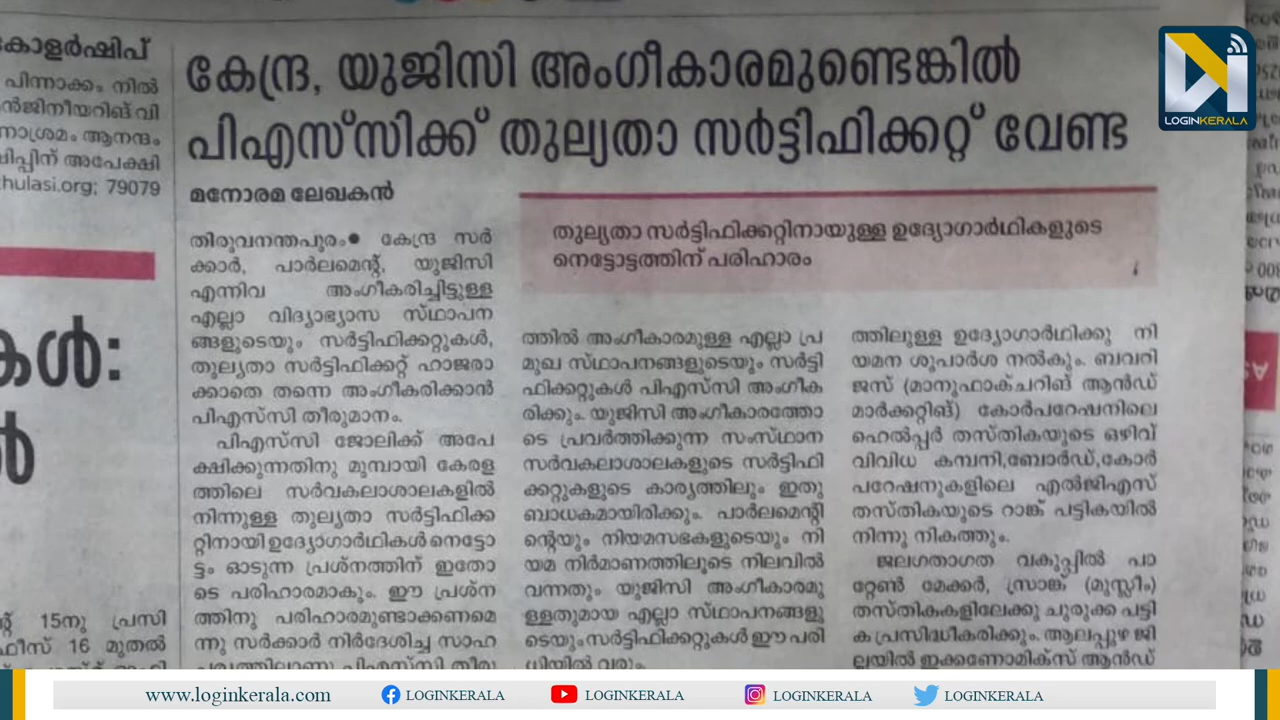 കോളർഷിപ്
പിന്നാക്കം നിൽ
ൻജിനീയറിങ് വി
നാശ്രമം ആനന്ദം
ഷിപ്പിന് അപേക്ഷി
hulasi.org; 79079
കൾ:
ൽ
ന്റ് 15നു പ്രസി
ഫീസ് 16 മുതൽ
കേന്ദ്ര, യുജിസി അംഗീകാരമുണ്ടെങ്കിൽ
പിഎസ്‌സിക്ക് തുല്യതാ സർട്ടിഫിക്കറ്റ് വേണ്ട
മനോരമ ലേഖകൻ
തുല്യതാ സർട്ടിഫിക്കറ്റിനായുള്ള ഉദ്യോഗാർഥികളുടെ
നെട്ടോട്ടത്തിന് പരിഹാരം
തിരുവനന്തപുരം● കേന്ദ്ര സർ
ക്കാർ, പാർലമെന്റ്, യുജിസി
എന്നിവ അംഗീകരിച്ചിട്ടുള്ള
എല്ലാ വിദ്യാഭ്യാസ സ്ഥാപന
ങ്ങളുടെയും സർട്ടിഫിക്കറ്റുകൾ,
തുല്യതാ സർട്ടിഫിക്കറ്റ് ഹാജരാ
ക്കാതെ തന്നെ അംഗീകരിക്കാൻ
പിഎസ്‌സി തീരുമാനം.
പിഎസ്‌സി ജോലിക്ക് അപേ
ക്ഷിക്കുന്നതിനു മുമ്പായി കേരള
ത്തിലെ സർവകലാശാലകളിൽ
നിന്നുള്ള തുല്യതാ സർട്ടിഫിക്ക
റ്റിനായി ഉദ്യോഗാർഥികൾ നെട്ടോ
ട്ടം ഓടുന്ന പ്രശ്നത്തിന് ഇതോ
ടെ പരിഹാരമാകും. ഈ പ്രശ്ന
ത്തിനു പരിഹാരമുണ്ടാക്കണമെ
ന്നു സർക്കാർ നിർദേശിച്ച സാഹ
ചര്യത്തിലാണു പിഎസ്‌സി തീരു
ത്തിൽ അംഗീകാരമുള്ള എല്ലാ പ്ര
മുഖ സ്ഥാപനങ്ങളുടെയും സർട്ടി
ഫിക്കറ്റുകൾ പിഎസ്‌സി അംഗീക
രിക്കും. യുജിസി അംഗീകാരത്തോ
ടെ പ്രവർത്തിക്കുന്ന സംസ്ഥാന
സർവകലാശാലകളുടെ സർട്ടിഫി
ക്കറ്റുകളുടെ കാര്യത്തിലും ഇതു
ബാധകമായിരിക്കും. പാർലമെന്റി
ന്റെയും നിയമസഭകളുടെയും നി
യമ നിർമാണത്തിലൂടെ നിലവിൽ
വന്നതും യുജിസി അംഗീകാരമു
ള്ളതുമായ എല്ലാ സ്ഥാപനങ്ങളു
ടെയും സർട്ടിഫിക്കറ്റുകൾ ഈ പരി
ധിയിൽ വരും.
ത്തിലുള്ള ഉദ്യോഗാർഥിക്കു നി
യമന ശുപാർശ നൽകും. ബവറി
ജസ് (മാനുഫാക്ചറിങ് ആൻഡ്
മാർക്കറ്റിങ്) കോർപറേഷനിലെ
ഹെൽപ്പർ തസ്തികയുടെ ഒഴിവ്
വിവിധ കമ്പനി,ബോർഡ്,കോർ
പറേഷനുകളിലെ എൽജിഎസ്
തസ്തികയുടെ റാങ്ക് പട്ടികയിൽ
നിന്നു നികത്തും.
ജലഗതാഗത വകുപ്പിൽ പാ
റ്റേൺ മേക്കർ, സ്രാങ്ക് (മുസ്ലിം)
തസ്തികകളിലേക്കു ചുരുക്ക പട്ടി
ക പ്രസിദ്ധീകരിക്കും. ആലപ്പുഴ ജി
ല്ലയിൽ ഇക്കണോമിക്സ് ആൻഡ്
LOGINKERALA
www.loginkerala.com
LOGINKERALA
LOGINKERALA
LOGINKERALA
LOGINKERALA